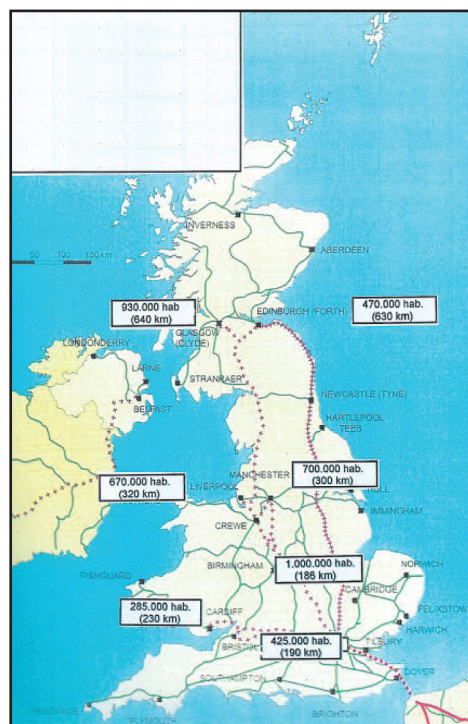 INVERNESS
ABERDEEN
50 100 150 km
930.000 hab.
(640 km)
470.000 hab.
(630 km)
EDINBURGH (FORTH)
GLASGOW
(CLYDE)
LONDONDERRY
LARNE
STRANRAER
BELFAST
NEWCASTLE (TYNE)
HARTLEPOOL
TEES
MANCHESTER
700.000 hab.
(300 km)
670.000 hab.
(320 km)
LIVERPOOL
HULL
IMMINGHAM
CREWE
BIRMINGHAM
1.000.000 hab.
(186 km)
NORWICH
FISHGUARD
CAMBRIDGE
285.000 hab.
(230 km)
CARDIFF
FELIXSTOW
HARWICH
BRISTOL
425.000 hab.
(190 km)
TILBURY
SOUTHAMPTON
DOVER
PENZANCE
PLYMOUTH
BRIGHTON